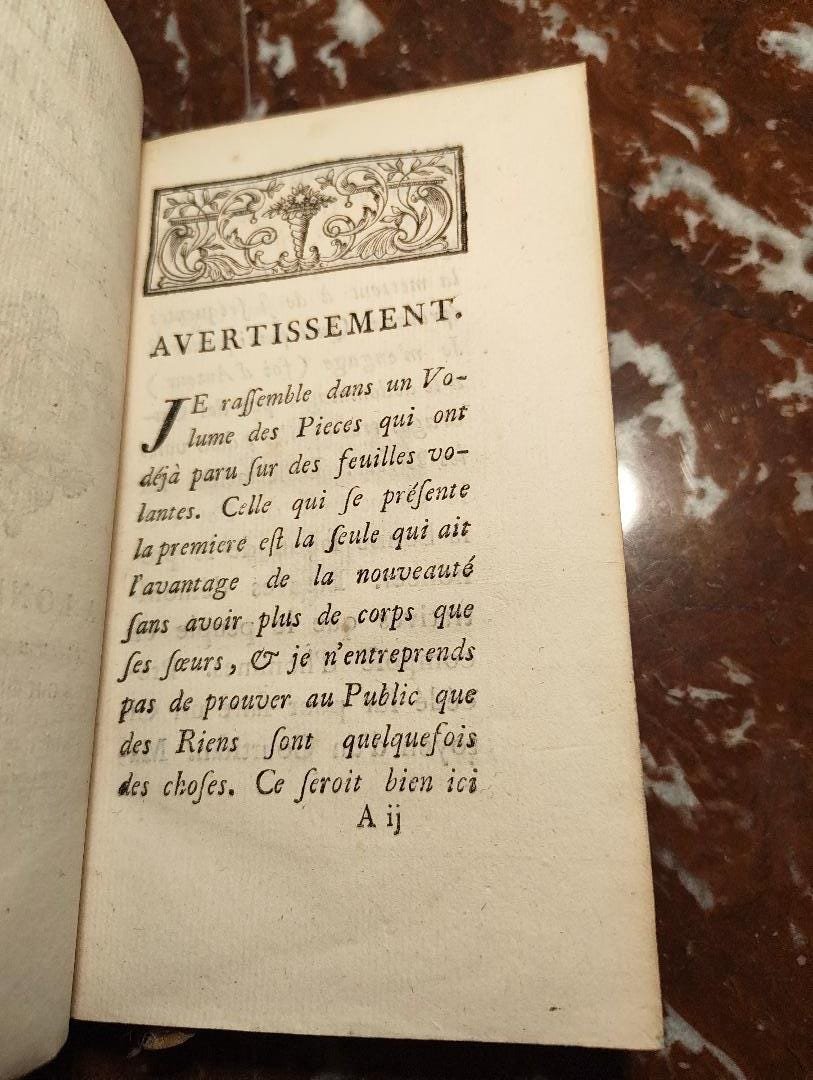 AVERTISSEMENT.
JE raſſemble dans un Vo-
lume des Pieces qui ont
déjà paru ſur des feuilles vo-
lantes. Celle qui ſe préſente
la premiere eſt la ſeule qui ait
l'avantage de la nouveauté
ſans avoir plus de corps que
ſes sœurs, & je n'entreprends
pas de prouver au Public que
des Riens ſont quelquefois
des choſes. Ce ſeroit bien ici
A ij